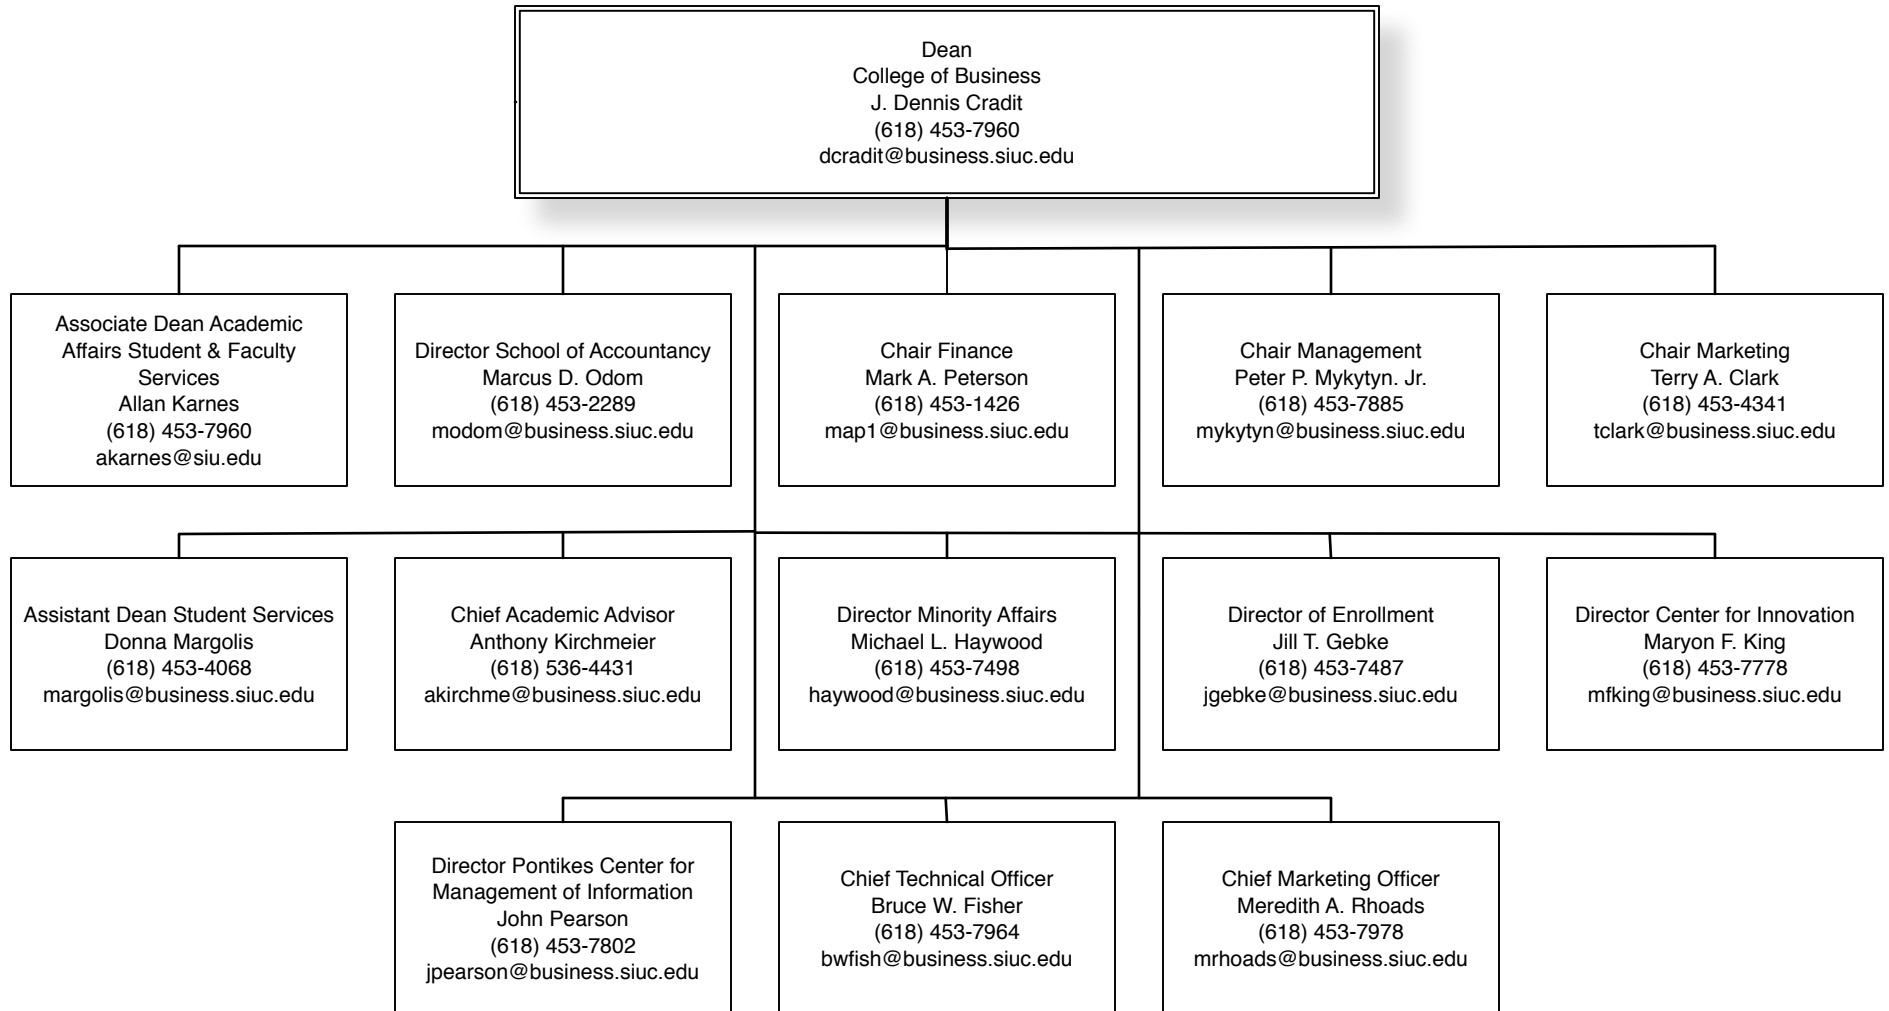 Dean
College of Business
J. Dennis Cradit
(618) 453-7960
dcradit@business.siuc.edu
Associate Dean Academic
Affairs Student & Faculty
Services
Allan Karnes
(618) 453-7960
akarnes@siu.edu
Director School of Accountancy
Marcus D. Odom
(618) 453-2289
modom@business.siuc.edu
Chair Finance
Mark A. Peterson
(618) 453-1426
map1@business.siuc.edu
Chair Management
Peter P. Mykytyn. Jr.
(618) 453-7885
mykytyn@business.siuc.edu
Chair Marketing
Terry A. Clark
(618) 453-4341
tclark@business.siuc.edu
Assistant Dean Student Services
Donna Margolis
(618) 453-4068
margolis@business.siuc.edu
Chief Academic Advisor
Anthony Kirchmeier
(618) 536-4431
akirchme@business.siuc.edu
Director Minority Affairs
Michael L. Haywood
(618) 453-7498
haywood@business.siuc.edu
Director of Enrollment
Jill T. Gebke
(618) 453-7487
jgebke@business.siuc.edu
Director Center for Innovation
Maryon F. King
(618) 453-7778
mfking@business.siuc.edu
Director Pontikes Center for
Management of Information
John Pearson
(618) 453-7802
jpearson@business.siuc.edu
Chief Technical Officer
Bruce W. Fisher
(618) 453-7964
bwfish@business.siuc.edu
Chief Marketing Officer
Meredith A. Rhoads
(618) 453-7978
mrhoads@business.siuc.edu